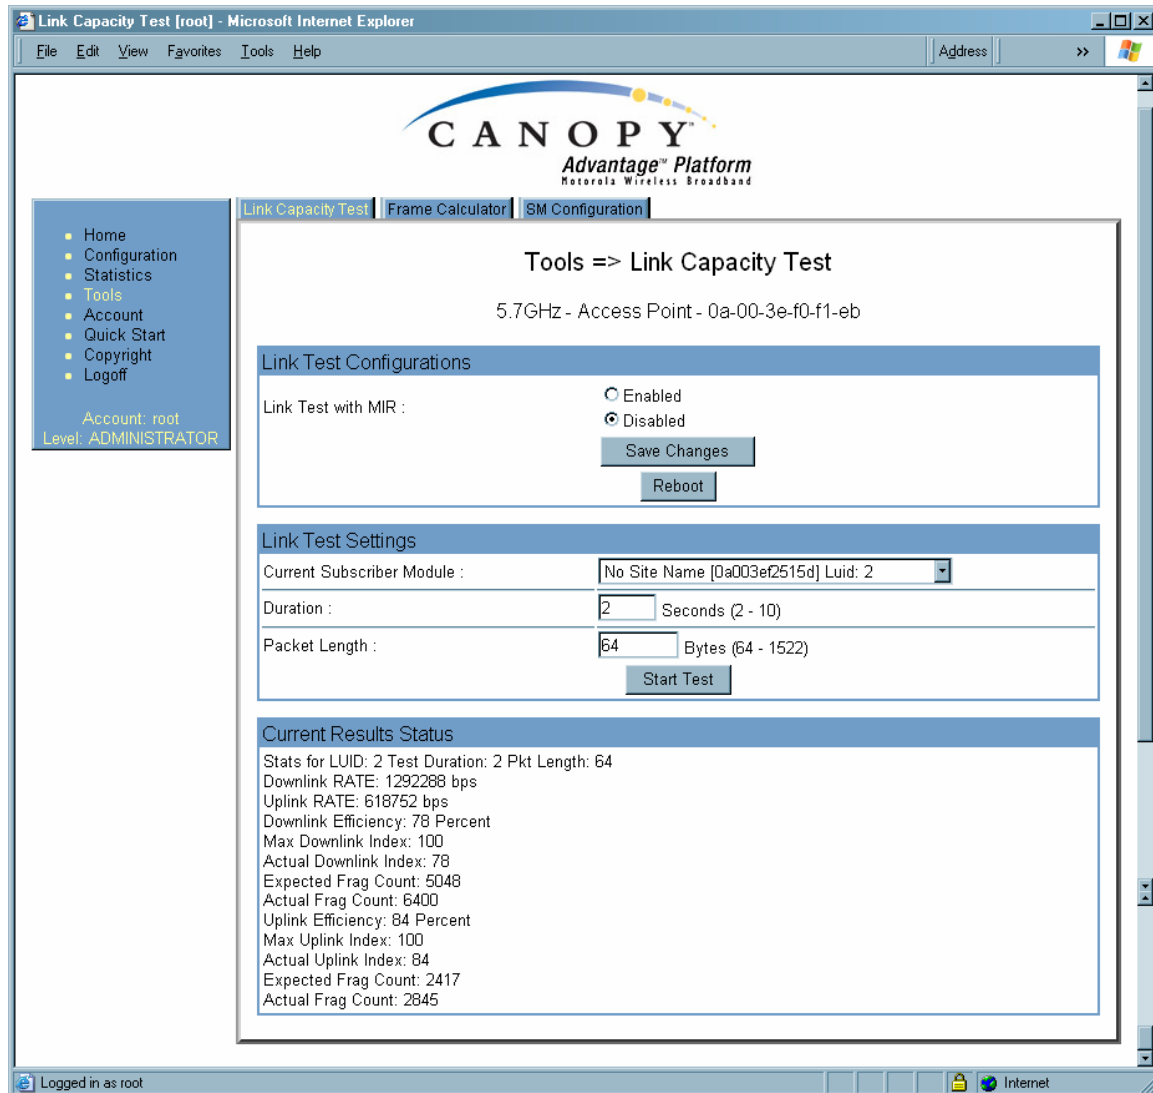 Link Capacity Test [root] - Microsoft Internet Explorer
File Edit View Favorites Tools Help Address »
CANOPY™
Advantage™ Platform
Motorola Wireless Broadband
Link Capacity Test Frame Calculator SM Configuration
Home
Configuration
Statistics
Tools
Account
Quick Start
Copyright
Logoff
Account: root
Level: ADMINISTRATOR
Tools => Link Capacity Test
5.7GHz - Access Point - 0a-00-3e-f0-f1-eb
Link Test Configurations
Link Test with MIR :
Enabled
Disabled
Save Changes
Reboot
Link Test Settings
Current Subscriber Module : No Site Name [0a003ef2515d] Luid: 2
Duration : 2 Seconds (2 - 10)
Packet Length : 64 Bytes (64 - 1522)
Start Test
Current Results Status
Stats for LUID: 2 Test Duration: 2 Pkt Length: 64
Downlink RATE: 1292288 bps
Uplink RATE: 618752 bps
Downlink Efficiency: 78 Percent
Max Downlink Index: 100
Actual Downlink Index: 78
Expected Frag Count: 5048
Actual Frag Count: 6400
Uplink Efficiency: 84 Percent
Max Uplink Index: 100
Actual Uplink Index: 84
Expected Frag Count: 2417
Actual Frag Count: 2845
Logged in as root Internet